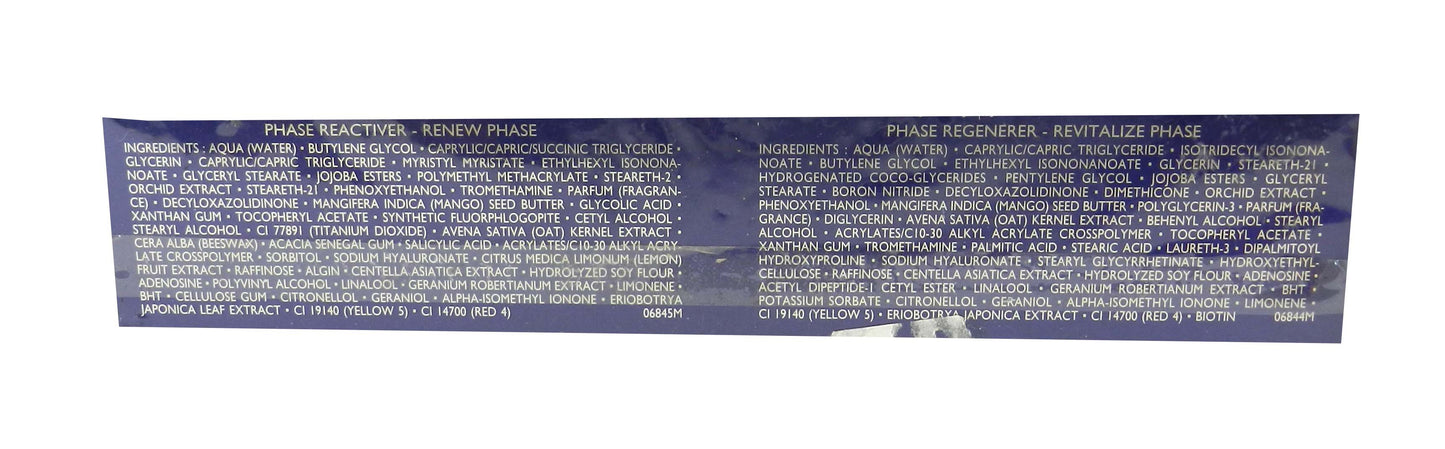 PHASE REACTIVER - RENEW PHASE
INGREDIENTS : AQUA (WATER) • BUTYLENE GLYCOL • CAPRYLIC/CAPRIC/SUCCINIC TRIGLYCERIDE •
GLYCERIN • CAPRYLIC/CAPRIC TRIGLYCERIDE • MYRISTYL MYRISTATE • ETHYLHEXYL ISONONA-
NOATE • GLYCERYL STEARATE • JOJOBA ESTERS • POLYMETHYL METHACRYLATE • STEARETH-2 •
ORCHID EXTRACT • STEARETH-21 • PHENOXYETHANOL • TROMETHAMINE • PARFUM (FRAGRAN-
CE) • DECYLOXAZOLIDINONE • MANGIFERA INDICA (MANGO) SEED BUTTER • GLYCOLIC ACID •
XANTHAN GUM • TOCOPHERYL ACETATE • SYNTHETIC FLUORPHLOGOPITE • CETYL ALCOHOL •
STEARYL ALCOHOL • CI 77891 (TITANIUM DIOXIDE) • AVENA SATIVA (OAT) KERNEL EXTRACT •
CERA ALBA (BEESWAX) • ACACIA SENEGAL GUM • SALICYLIC ACID • ACRYLATES/C10-30 ALKYL ACRY-
LATE CROSSPOLYMER • SORBITOL • SODIUM HYALURONATE • CITRUS MEDICA LIMONUM (LEMON)
FRUIT EXTRACT • RAFFINOSE • ALGIN • CENTELLA ASIATICA EXTRACT • HYDROLYZED SOY FLOUR •
ADENOSINE • POLYVINYL ALCOHOL • LINALOOL • GERANIUM ROBERTIANUM EXTRACT • LIMONENE •
BHT • CELLULOSE GUM • CITRONELLOL • GERANIOL • ALPHA-ISOMETHYL IONONE • ERIOBOTRYA
JAPONICA LEAF EXTRACT • CI 19140 (YELLOW 5) • CI 14700 (RED 4) 06845M
PHASE REGENERER - REVITALIZE PHASE
INGREDIENTS : AQUA (WATER) • CAPRYLIC/CAPRIC TRIGLYCERIDE • ISOTRIDECYL ISONONA-
NOATE • BUTYLENE GLYCOL • ETHYLHEXYL ISONONANOATE • GLYCERIN • STEARETH-21 •
HYDROGENATED COCO-GLYCERIDES • PENTYLENE GLYCOL • JOJOBA ESTERS • GLYCERYL
STEARATE • BORON NITRIDE • DECYLOXAZOLIDINONE • DIMETHICONE • ORCHID EXTRACT •
PHENOXYETHANOL • MANGIFERA INDICA (MANGO) SEED BUTTER • POLYGLYCERIN-3 • PARFUM (FRA-
GRANCE) • DIGLYCERIN • AVENA SATIVA (OAT) KERNEL EXTRACT • BEHENYL ALCOHOL • STEARYL
ALCOHOL • ACRYLATES/C10-30 ALKYL ACRYLATE CROSSPOLYMER • TOCOPHERYL ACETATE •
XANTHAN GUM • TROMETHAMINE • PALMITIC ACID • STEARIC ACID • LAURETH-3 • DIPALMITOYL
HYDROXYPROLINE • SODIUM HYALURONATE • STEARYL GLYCYRRHETINATE • HYDROXYETHYL-
CELLULOSE • RAFFINOSE • CENTELLA ASIATICA EXTRACT • HYDROLYZED SOY FLOUR • ADENOSINE •
ACETYL DIPEPTIDE-1 CETYL ESTER • LINALOOL • GERANIUM ROBERTIANUM EXTRACT • BHT •
POTASSIUM SORBATE • CITRONELLOL • GERANIOL • ALPHA-ISOMETHYL IONONE • LIMONENE •
CI 19140 (YELLOW 5) • ERIOBOTRYA JAPONICA EXTRACT • CI 14700 (RED 4) • BIOTIN 06844M